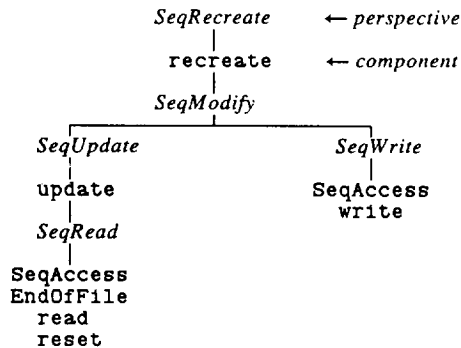 SeqRecreate ← perspective
recreate ← component
SeqModify
SeqUpdate SeqWrite
update SeqAccess
write
SeqRead
SeqAccess
EndOfFile
read
reset